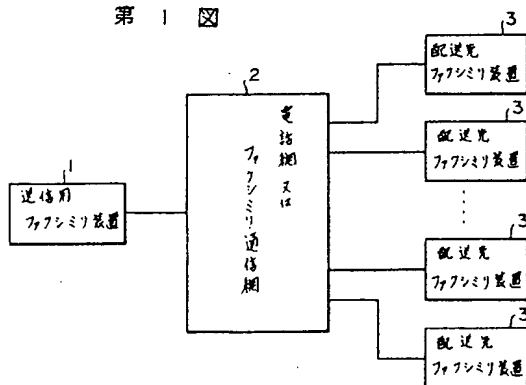 第 1 図
1
送信用
ファクシミリ装置
2
電話網 又は
ファクシミリ通信網
3
配送先
ファクシミリ装置
3
配送先
ファクシミリ装置
3
配送先
ファクシミリ装置
3
配送先
ファクシミリ装置